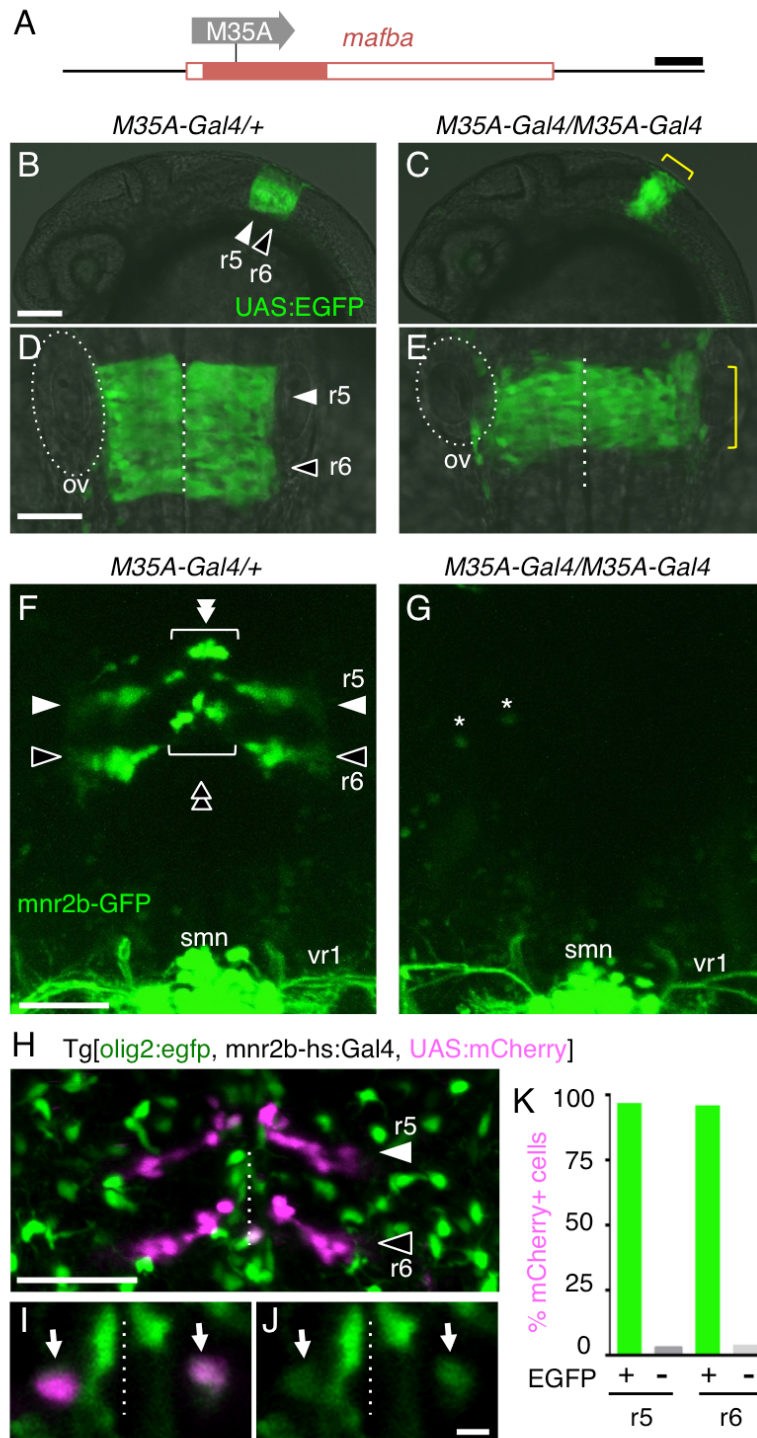 A
M35A
mafba
M35A-Gal4/+
M35A-Gal4/M35A-Gal4
B
r5
r6
UAS:EGFP
C
D
r5
r6
ov
E
ov
M35A-Gal4/+
M35A-Gal4/M35A-Gal4
F
r5
r6
mnr2b-GFP
smn
vr1
G
*
*
smn
vr1
H Tg[olig2:egfp, mnr2b-hs:Gal4, UAS:mCherry]
r5
r6
I
J
K
% mCherry+ cells
100
75
50
25
0
EGFP + - + -
r5 r6